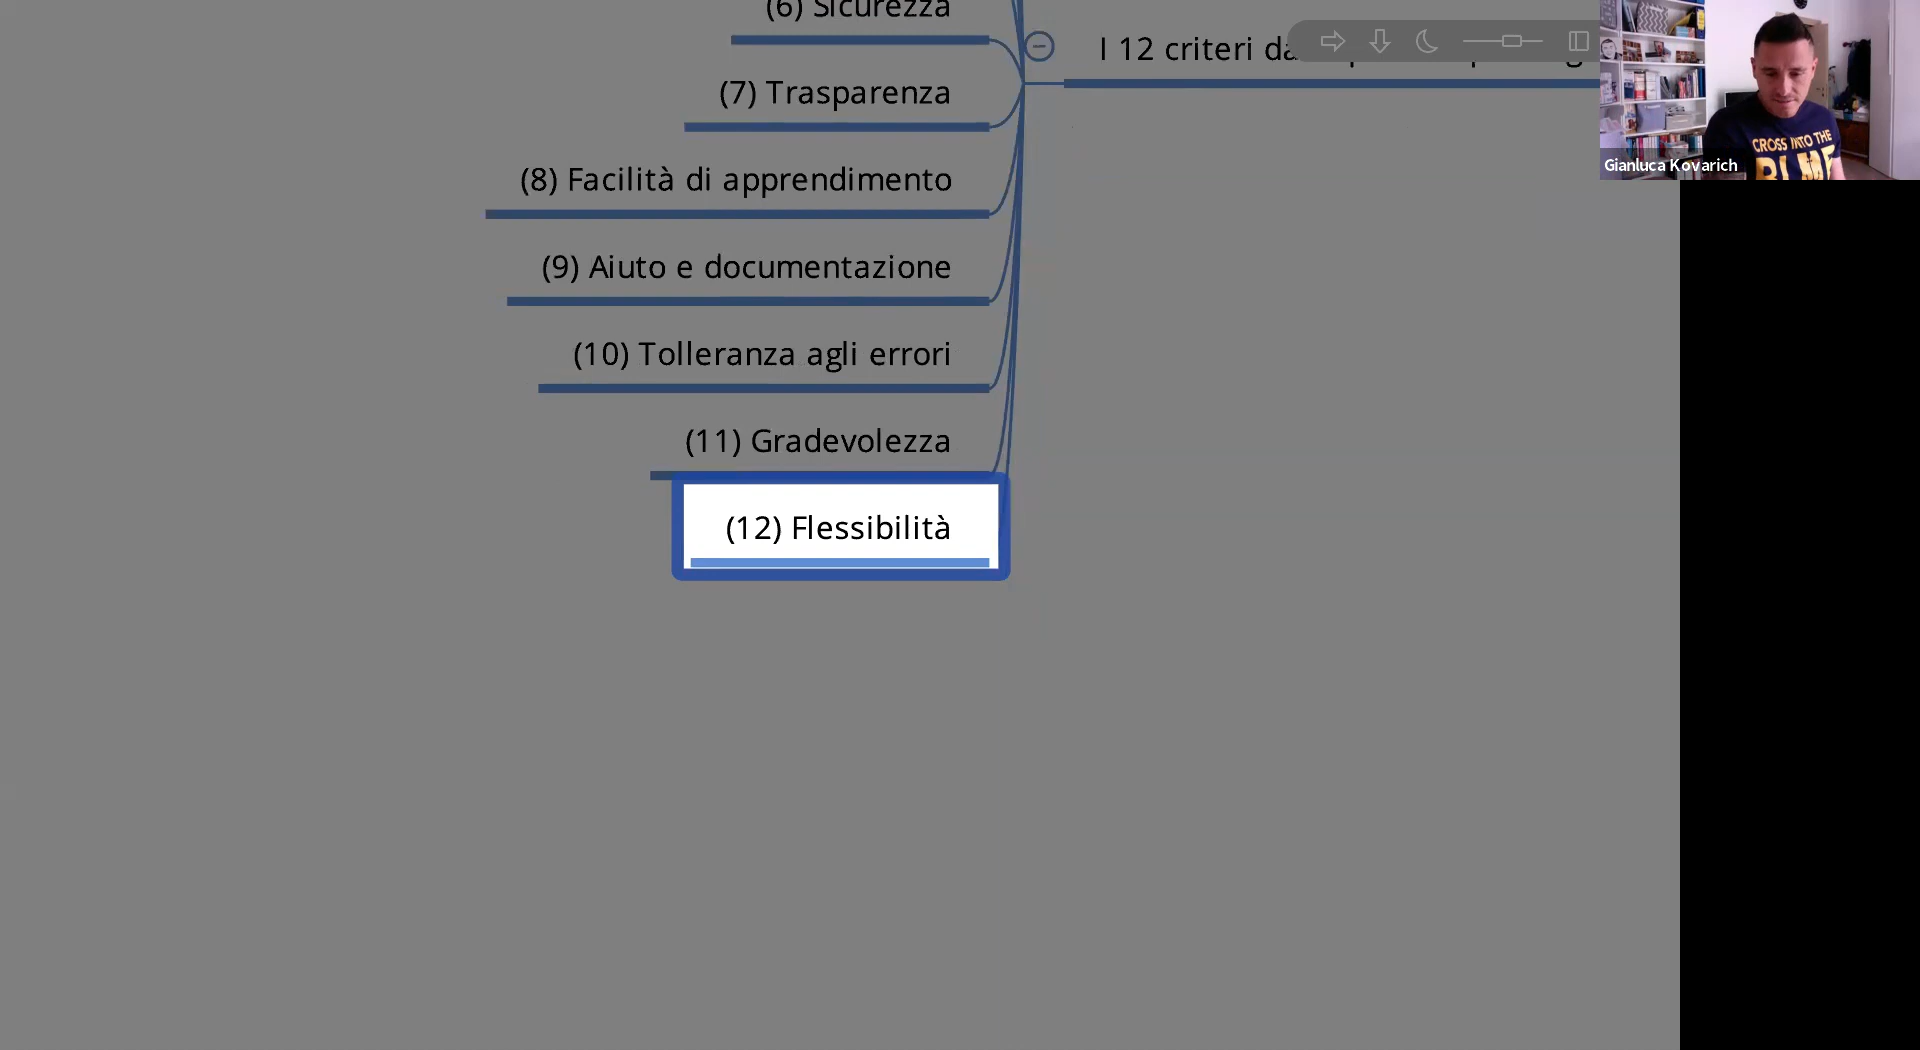 (6) Sicurezza
I 12 criteri da
(7) Trasparenza
(8) Facilità di apprendimento
(9) Aiuto e documentazione
(10) Tolleranza agli errori
(11) Gradevolezza
(12) Flessibilità
CROSS INTO THE
BLUE
Gianluca Kovarich